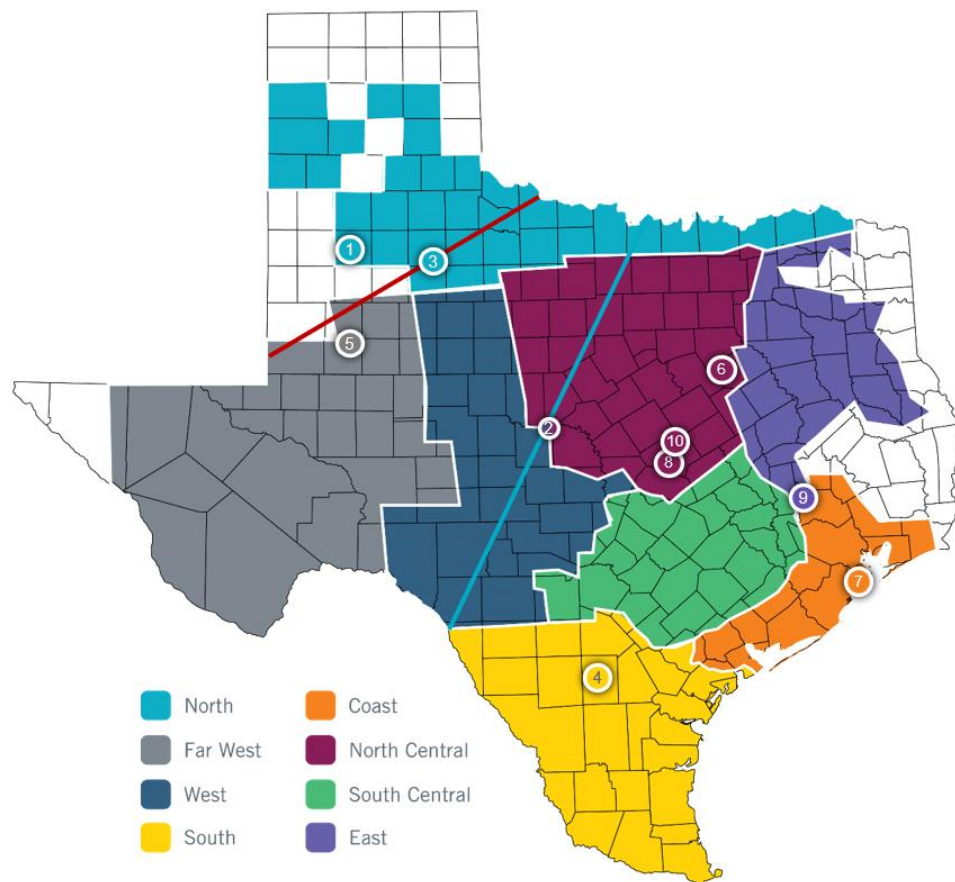 1
3
5
6
2
10
8
9
7
4
North
Coast
Far West
North Central
West
South Central
South
East